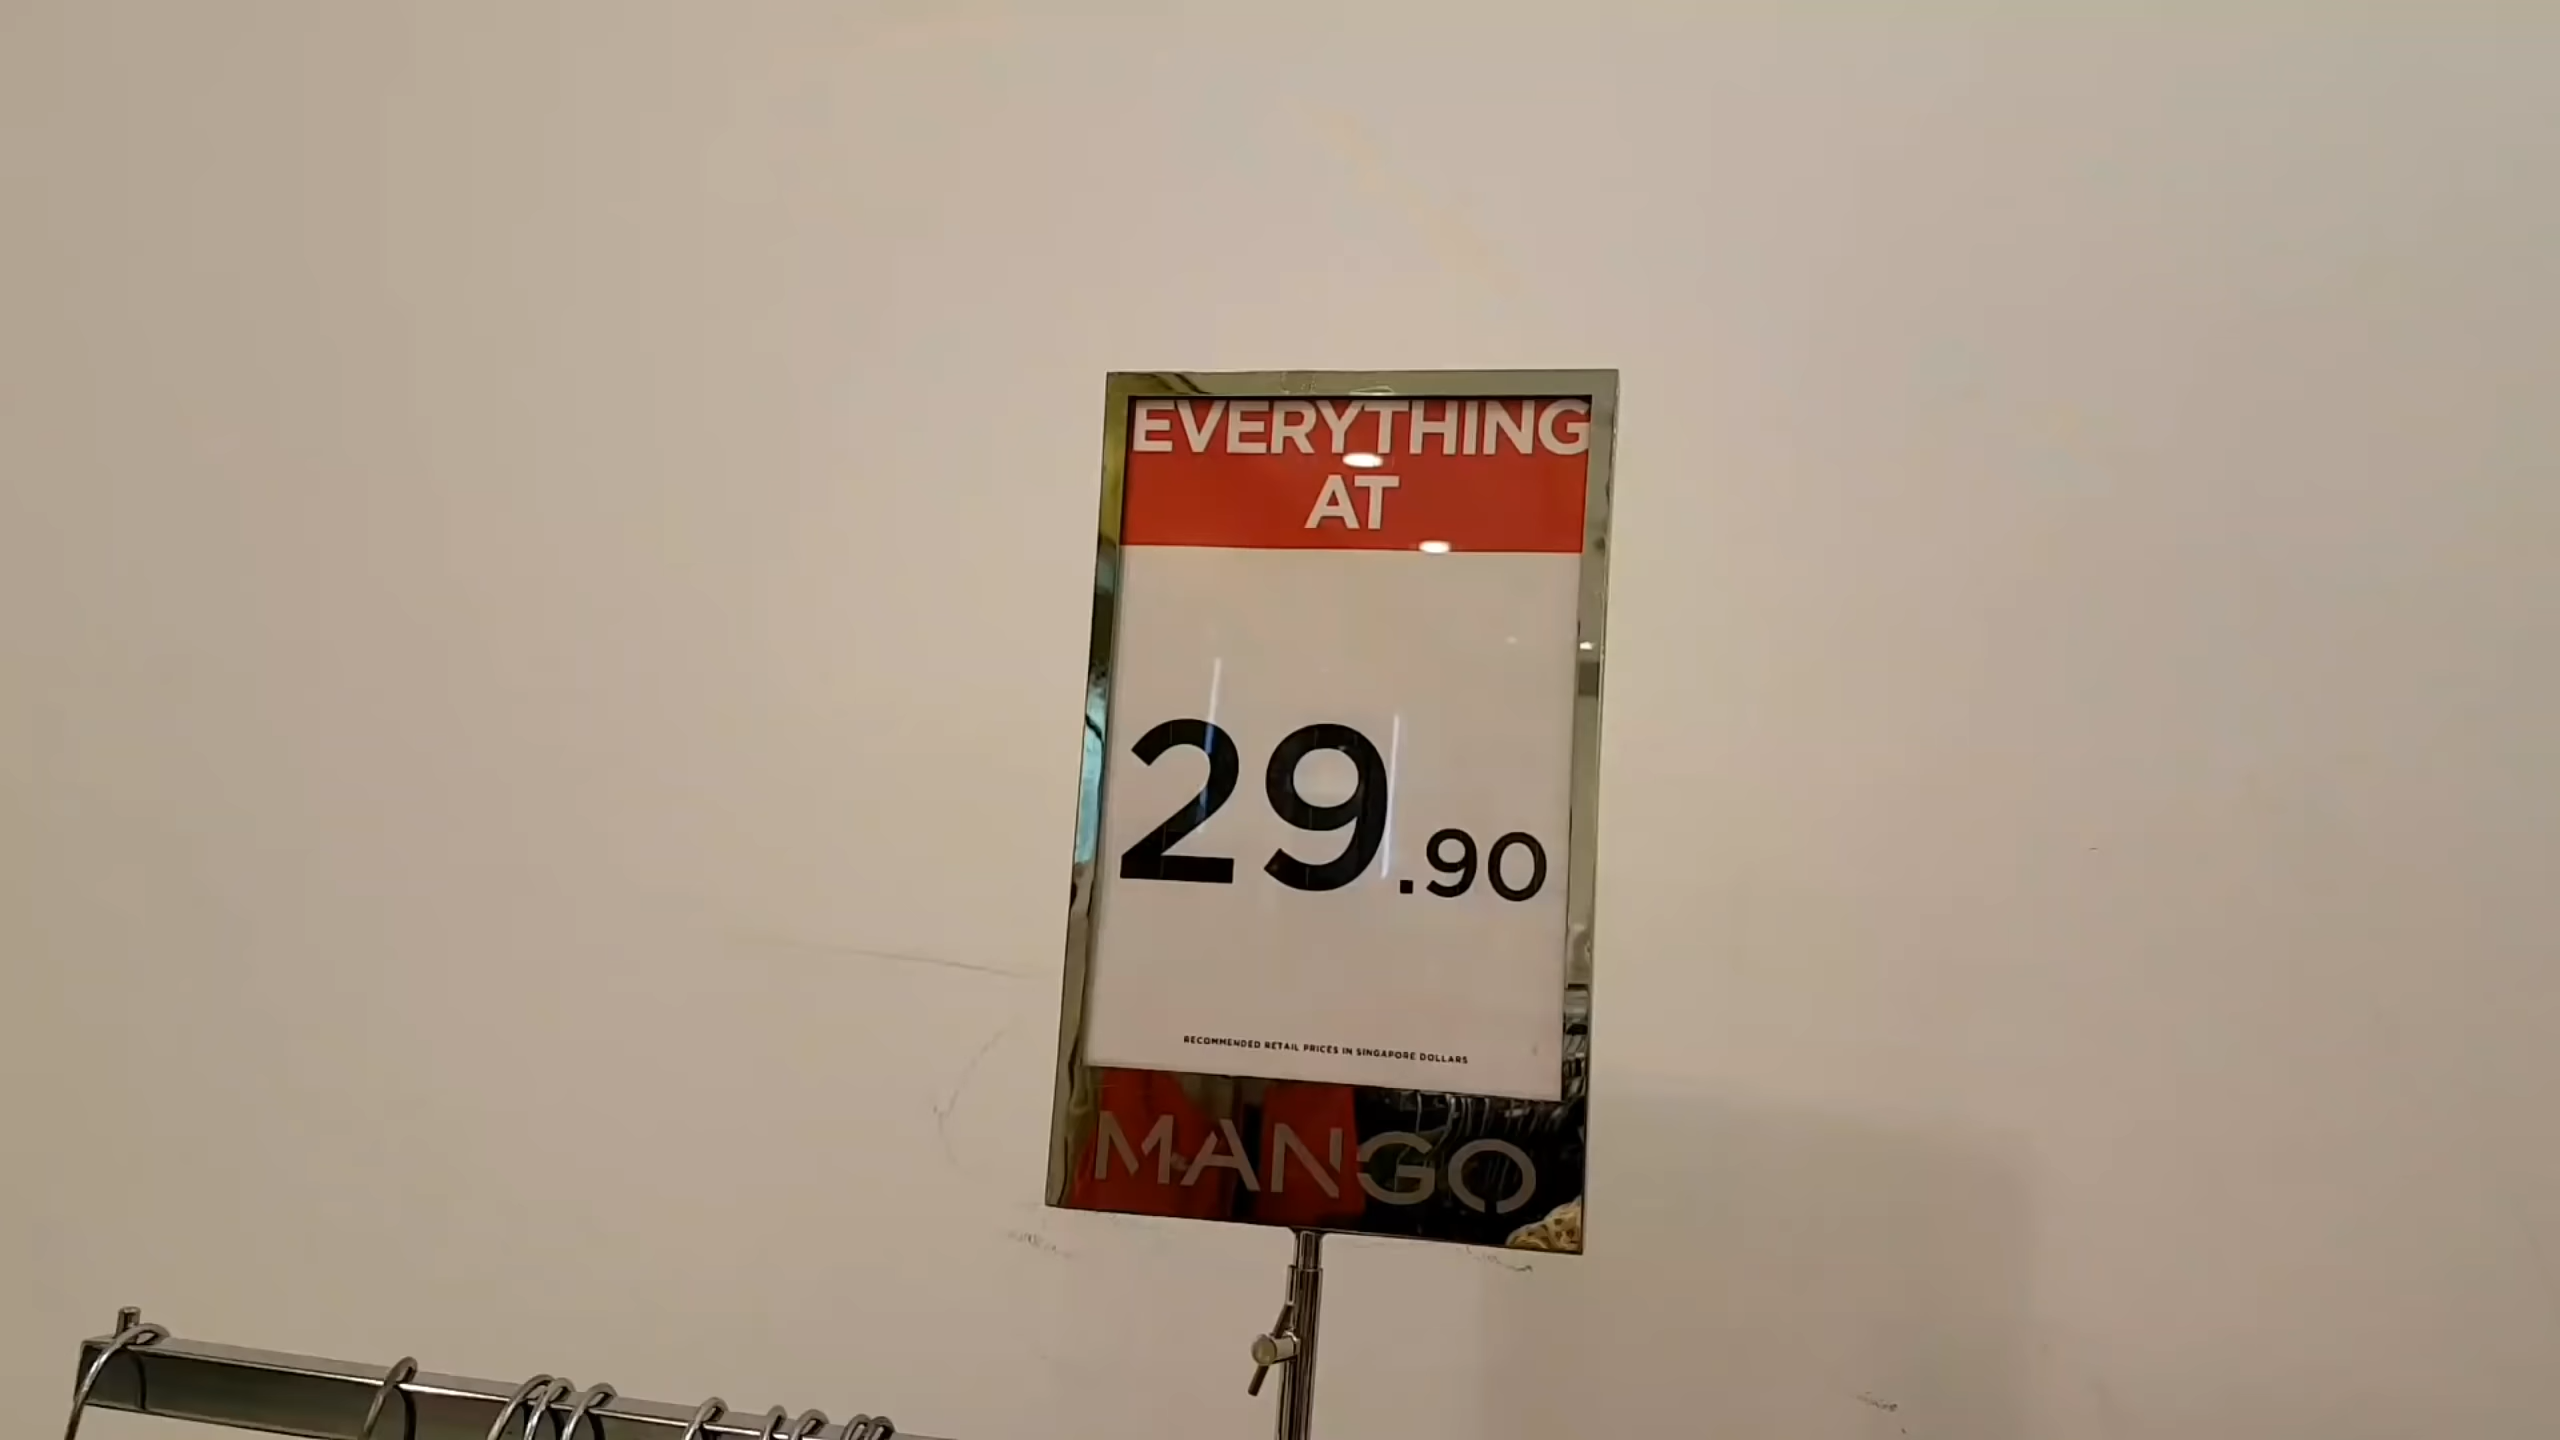 EVERYTHING
AT
29.90
RECOMMENDED RETAIL PRICES IN SINGAPORE DOLLARS
MANGO